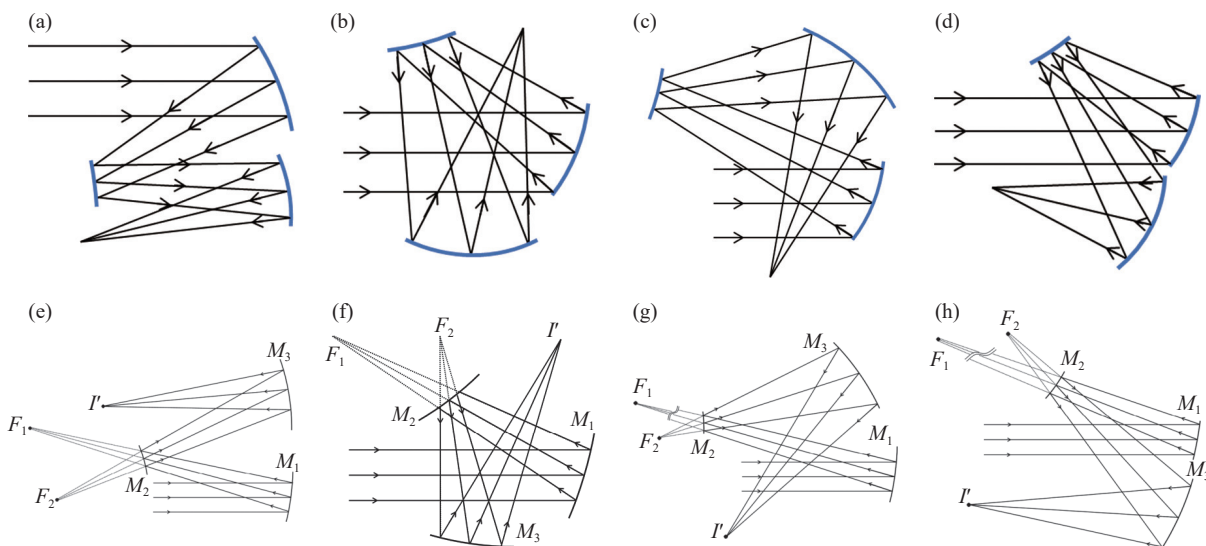 (a)
(b)
(c)
(d)
(e)
M₃
I′
F₁
M₁
M₂
F₂
(f)
F₂
I′
F₁
M₂
M₁
M₃
(g)
M₃
F₁
M₁
F₂
M₂
I′
(h)
F₂
F₁
M₂
M₁
M₃
I′